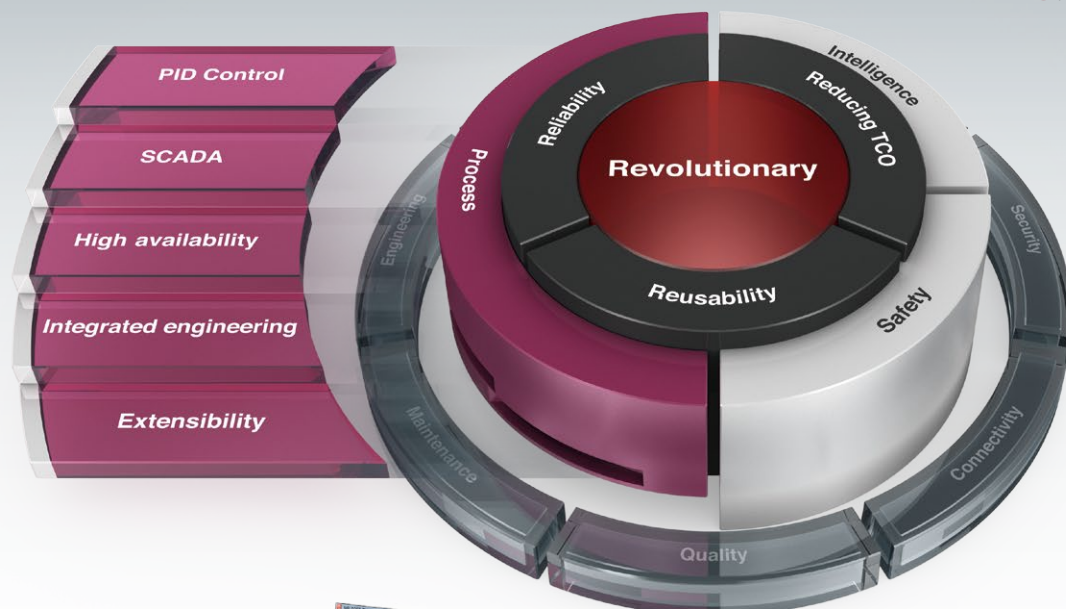 PID Control
SCADA
High availability
Integrated engineering
Extensibility
Revolutionary
Reliability
Reducing TCO
Reusability
Process
Intelligence
Safety
Engineering
Maintenance
Quality
Connectivity
Security